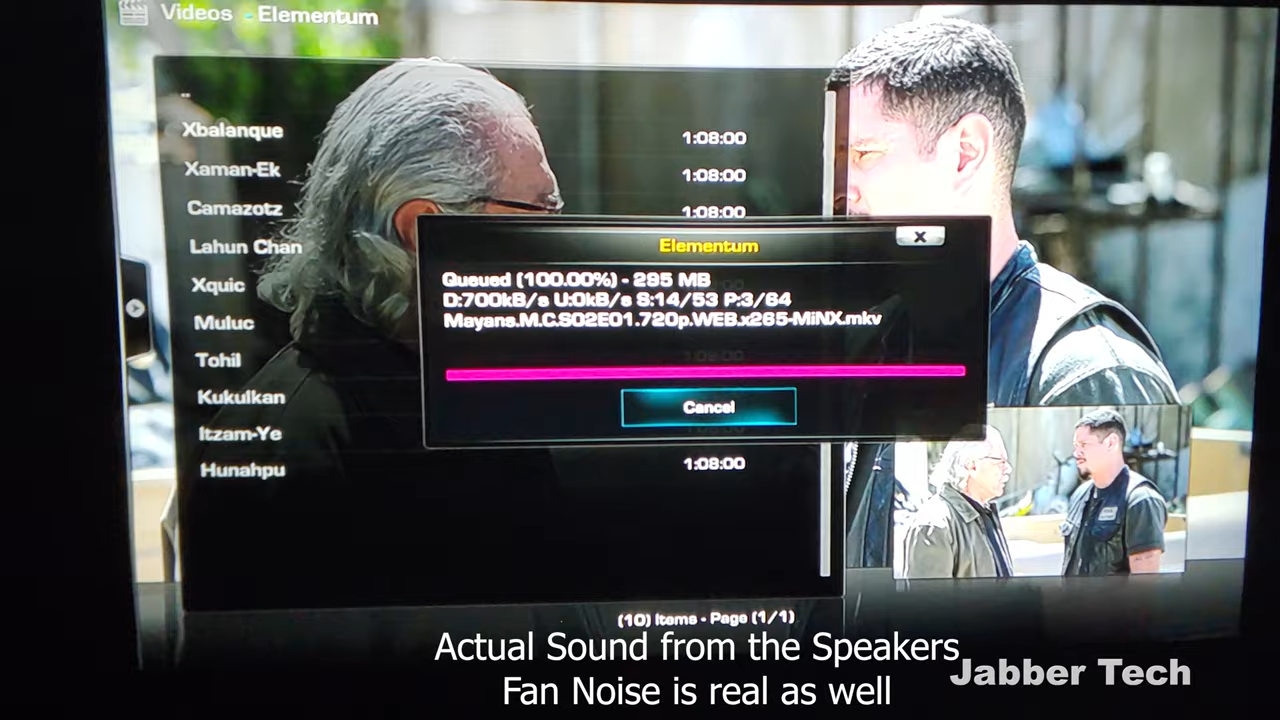 Videos - Elementum
..
Xbalanque 1:08:00
Xaman-Ek 1:08:00
Camazotz 1:08:00
Lahun Chan
Xquic
Muluc
Tohil
Kukulkan
Itzam-Ye
Hunahpu 1:08:00
Elementum
X
Queued (100.00%) - 295 MB
D:700kB/s U:0kB/s S:14/53 P:3/64
Mayans.M.C.S02E01.720p.WEB.x265-MiNX.mkv
Cancel
(10) Items - Page (1/1)
Actual Sound from the Speakers
Fan Noise is real as well
Jabber Tech